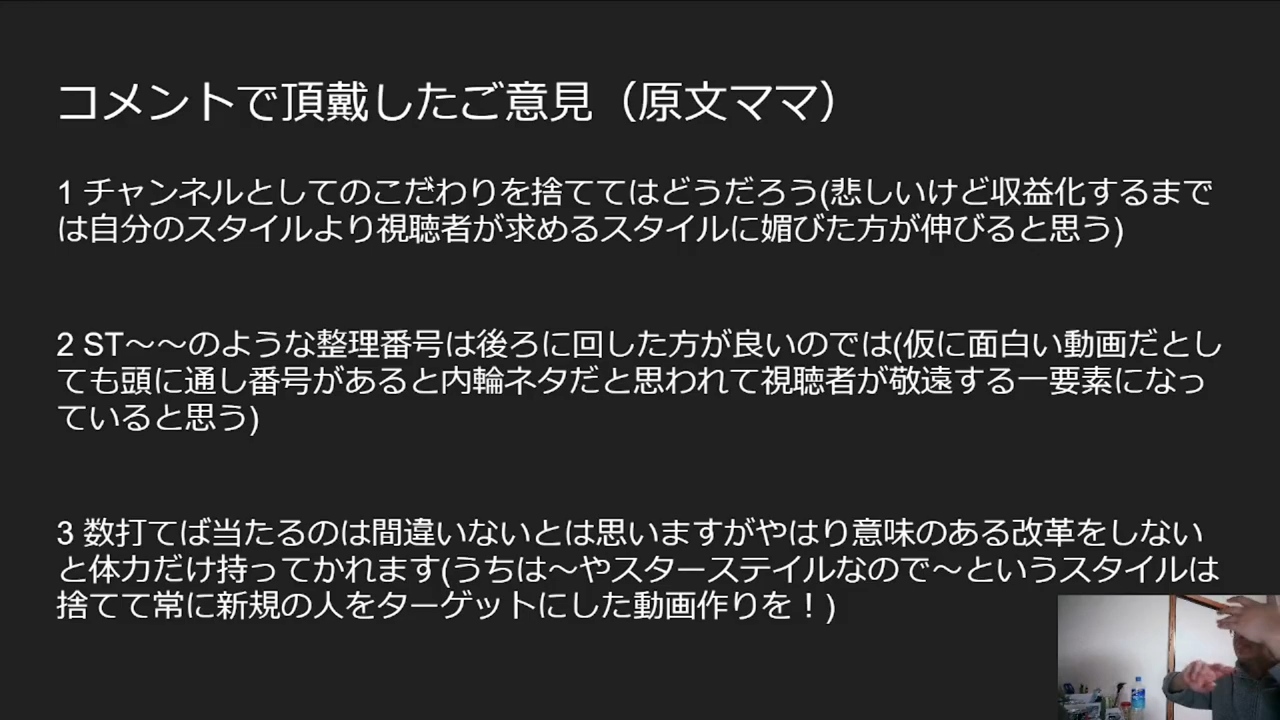 コメントで頂戴したご意見（原文ママ）
1 チャンネルとしてのこだわりを捨ててはどうだろう(悲しいけど収益化するまで
は自分のスタイルより視聴者が求めるスタイルに媚びた方が伸びると思う)
2 ST～～のような整理番号は後ろに回した方が良いのでは(仮に面白い動画だとし
ても頭に通し番号があると内輪ネタだと思われて視聴者が敬遠する一要素になっ
ていると思う)
3 数打てば当たるのは間違いないとは思いますがやはり意味のある改革をしない
と体力だけ持ってかれます(うちは～やスターステイルなので～というスタイルは
捨てて常に新規の人をターゲットにした動画作りを！)